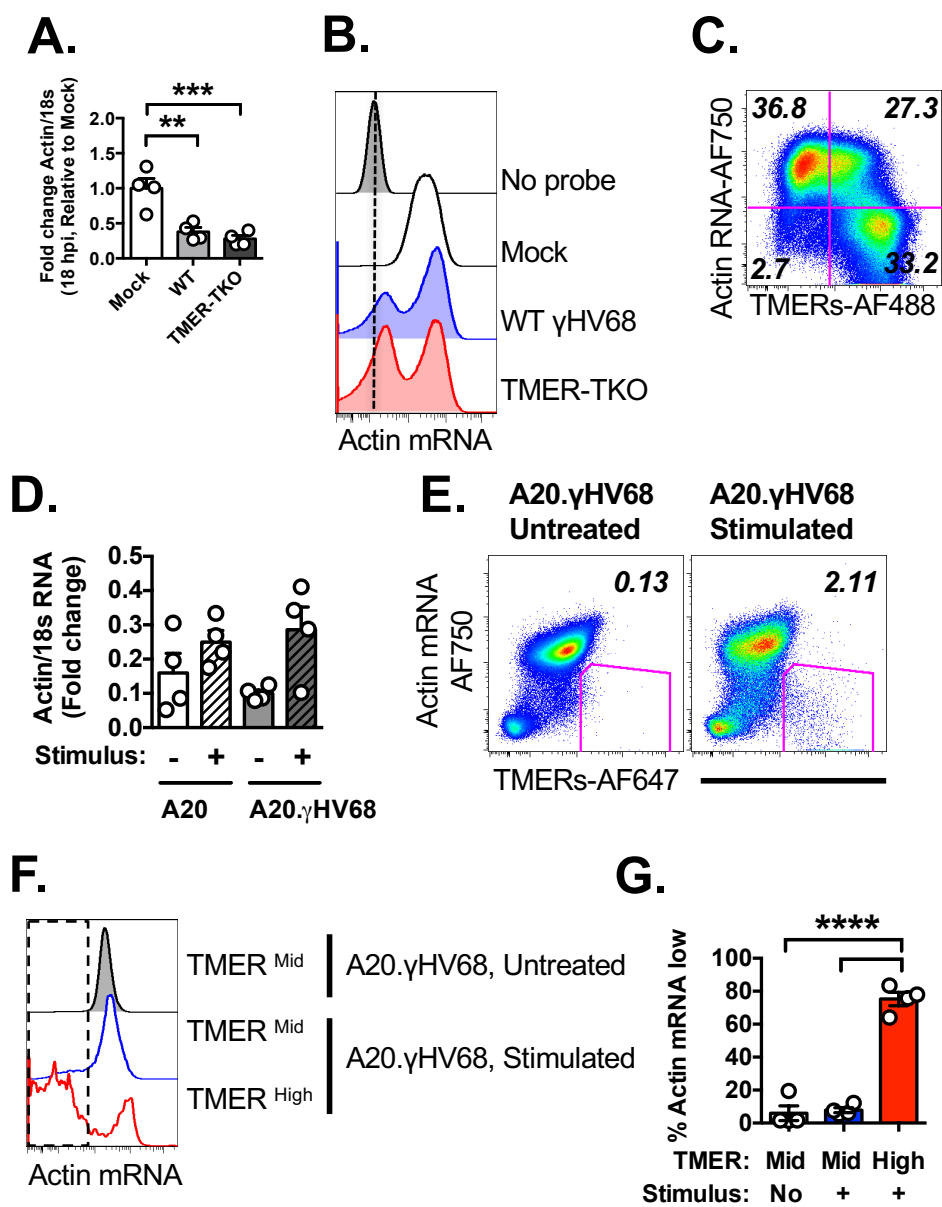 A.
Fold change Actin/18s
(18 hpi, Relative to Mock)
2.0
1.5
1.0
0.5
0.0
***
**
Mock
WT
TMER-TKO
B.
No probe
Mock
WT γHV68
TMER-TKO
Actin mRNA
C.
Actin RNA-AF750
36.8
27.3
2.7
33.2
TMERs-AF488
D.
Actin/18s RNA
(Fold change)
0.5
0.4
0.3
0.2
0.1
0.0
Stimulus: - + - +
A20 A20.γHV68
E.
A20.γHV68
Untreated
A20.γHV68
Stimulated
Actin mRNA
AF750
0.13
2.11
TMERs-AF647
F.
TMER Mid
A20.γHV68, Untreated
TMER Mid
A20.γHV68, Stimulated
TMER High
Actin mRNA
G.
% Actin mRNA low
****
100
80
60
40
20
0
TMER: Mid Mid High
Stimulus: No + +